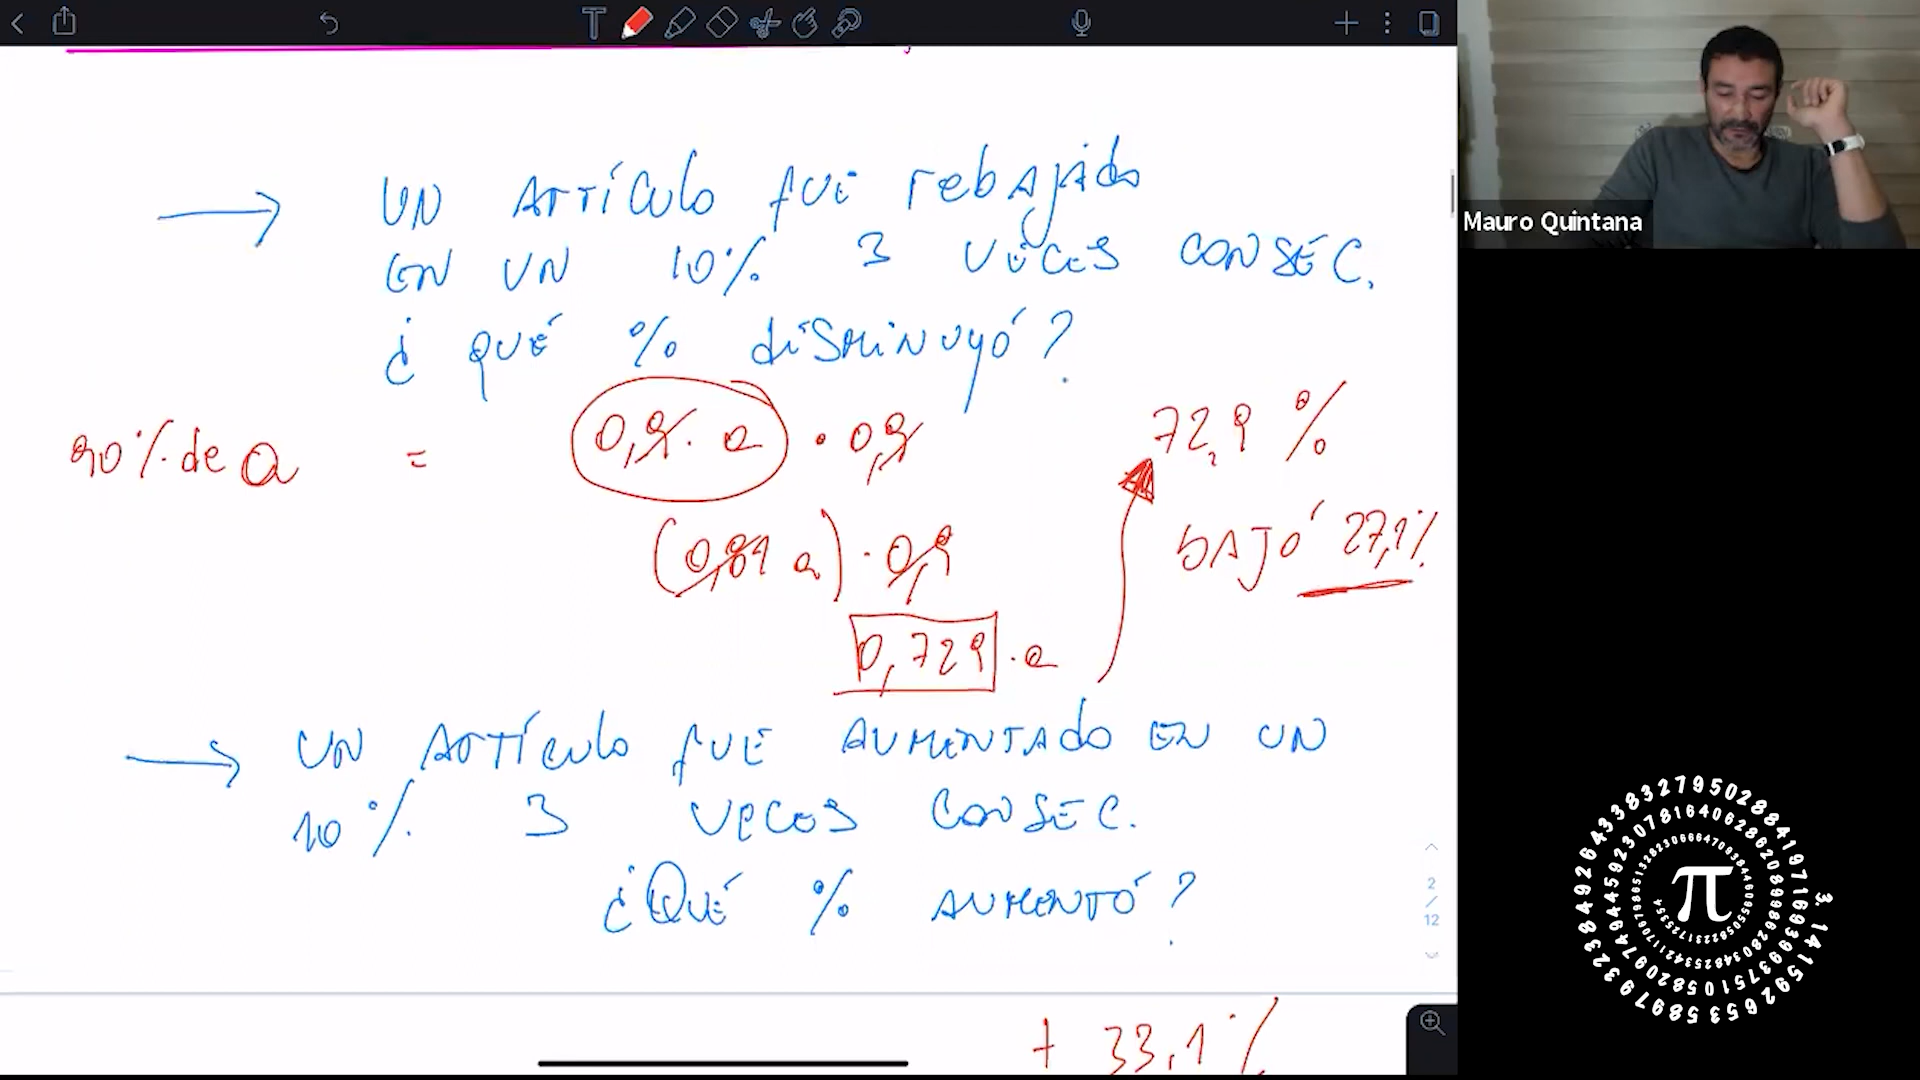 UN ARTÍCULO FUE REBAJADO
EN UN 10% 3 VECES CONSEC.
¿QUÉ % DISMINUYÓ?
90% de a = 0,9 · a · 0,9
(0,81 a) · 0,9
0,729 · a
72,9 %
BAJÓ 27,1%
UN ARTÍCULO FUE AUMENTADO EN UN
10% 3 VECES CONSEC.
¿QUÉ % AUMENTÓ?
+ 33,1%
2
/
12
Mauro Quintana
π